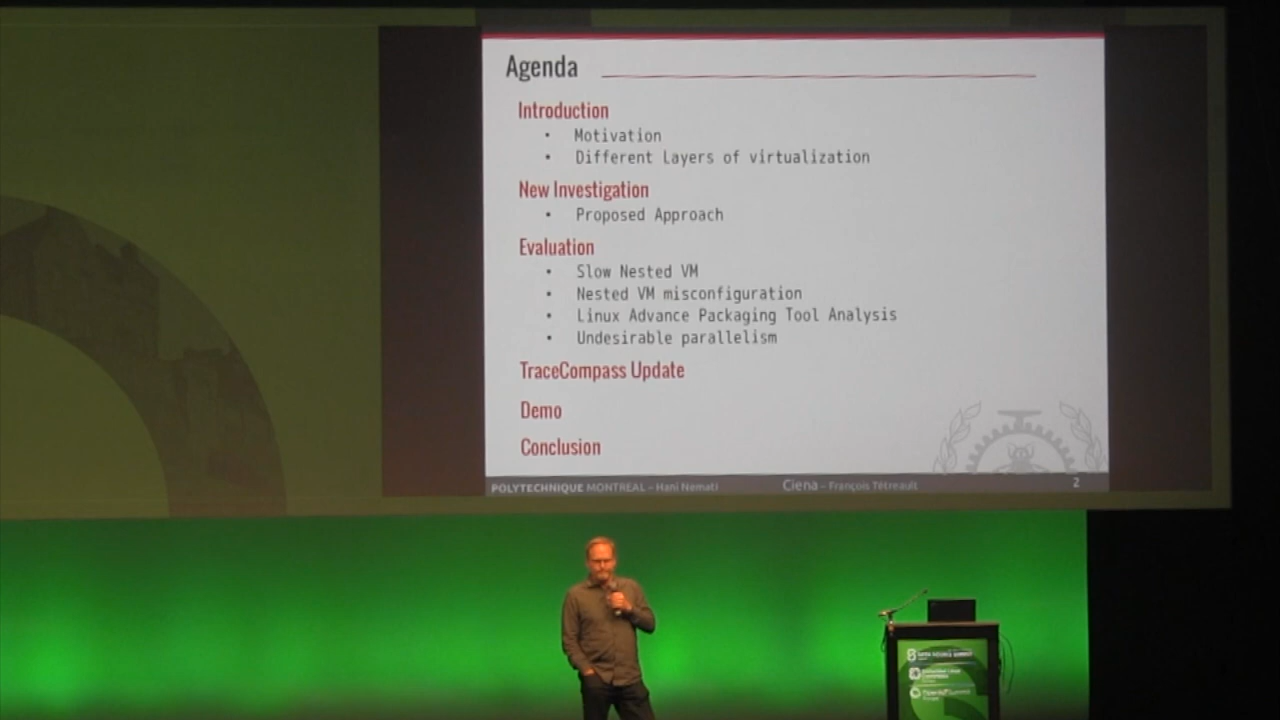 Agenda
Introduction
• Motivation
• Different Layers of virtualization
New Investigation
• Proposed Approach
Evaluation
• Slow Nested VM
• Nested VM misconfiguration
• Linux Advance Packaging Tool Analysis
• Undesirable parallelism
TraceCompass Update
Demo
Conclusion
POLYTECHNIQUE MONTREAL – Hani Nemati Ciena – François Tétreault 2